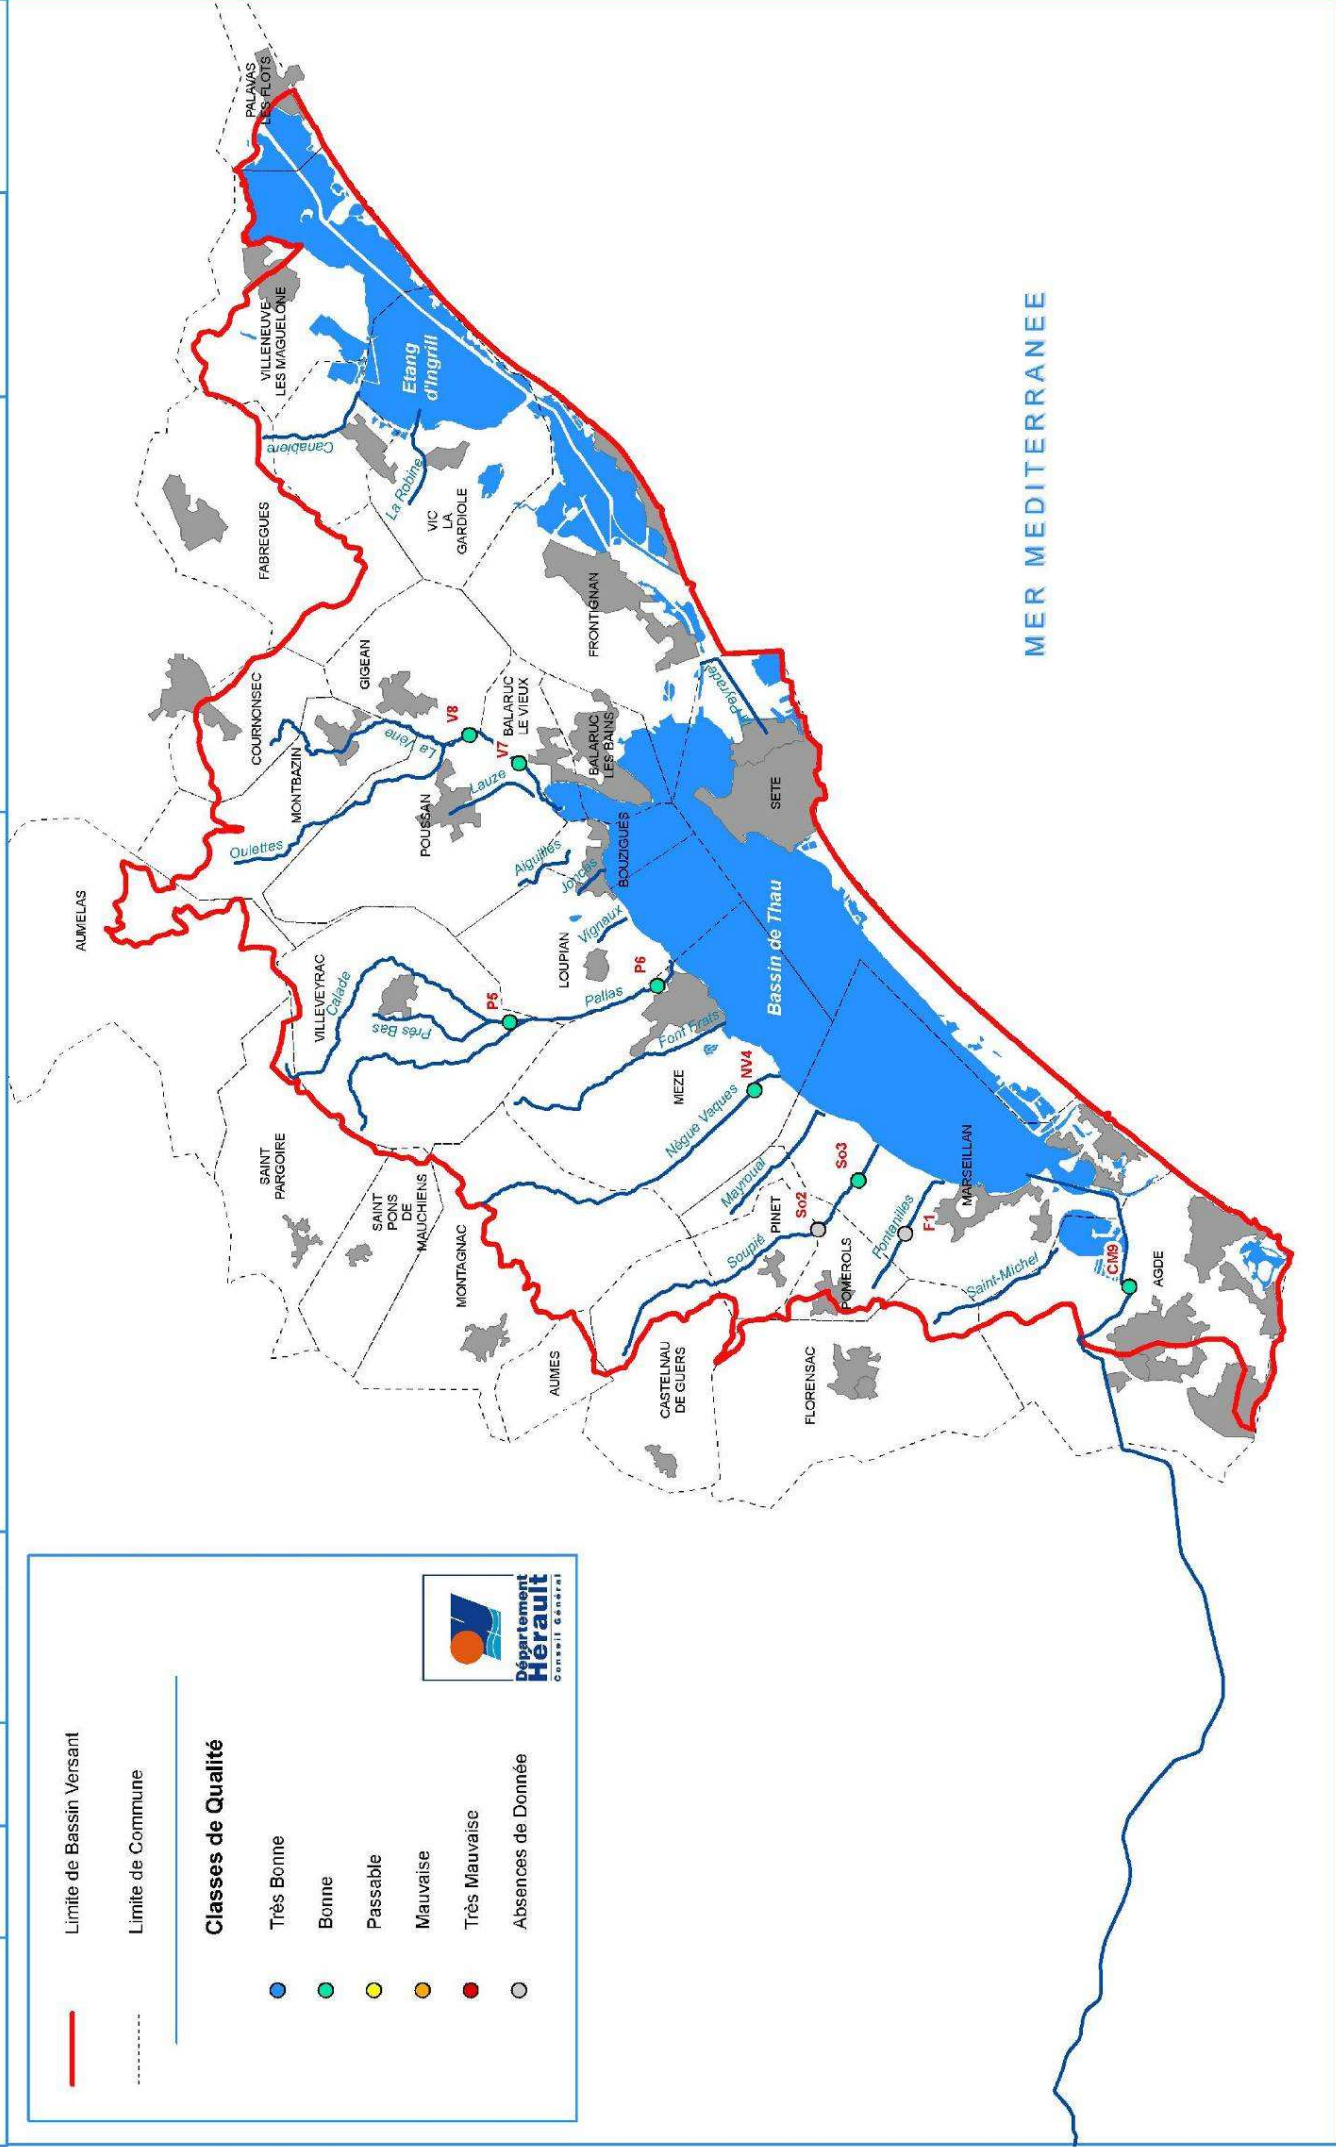 Limite de Bassin Versant
Limite de Commune
Classes de Qualité
Très Bonne
Bonne
Passable
Mauvaise
Très Mauvaise
Absences de Donnée
Département
Hérault
Conseil Général
AUMELAS
SAINT
PARGOIRE
SAINT
PONS
DE
MAUCHIENS
MONTAGNAC
AUMES
CASTELNAU
DE GUERS
FLORENSAC
POMEROLS
PINET
AGDE
MARSEILLAN
MEZE
VILLEVEYRAC
LOUPIAN
BOUZIGUES
POUSSAN
MONTBAZIN
COURNONSEC
GIGEAN
BALARUC
LE VIEUX
BALARUC
LES BAINS
SETE
FRONTIGNAN
FABREGUES
VIC
LA
GARDIOLE
VILLENEUVE
LES MAGUELONE
PALAVAS
LES FLOTS
Calade
Prés Bas
Pallas
Font Frats
Nègue Vaques
Mayroual
Soupié
Fontanilles
Saint-Michel
Oulettes
La Vène
Lauze
Aiguilles
Joncas
Vignaux
Peyrade
La Robine
Canabière
P5
P6
NV4
So3
So2
F1
CM9
V8
V7
Bassin de Thau
Etang
d'Ingrill
MER MEDITERRANEE